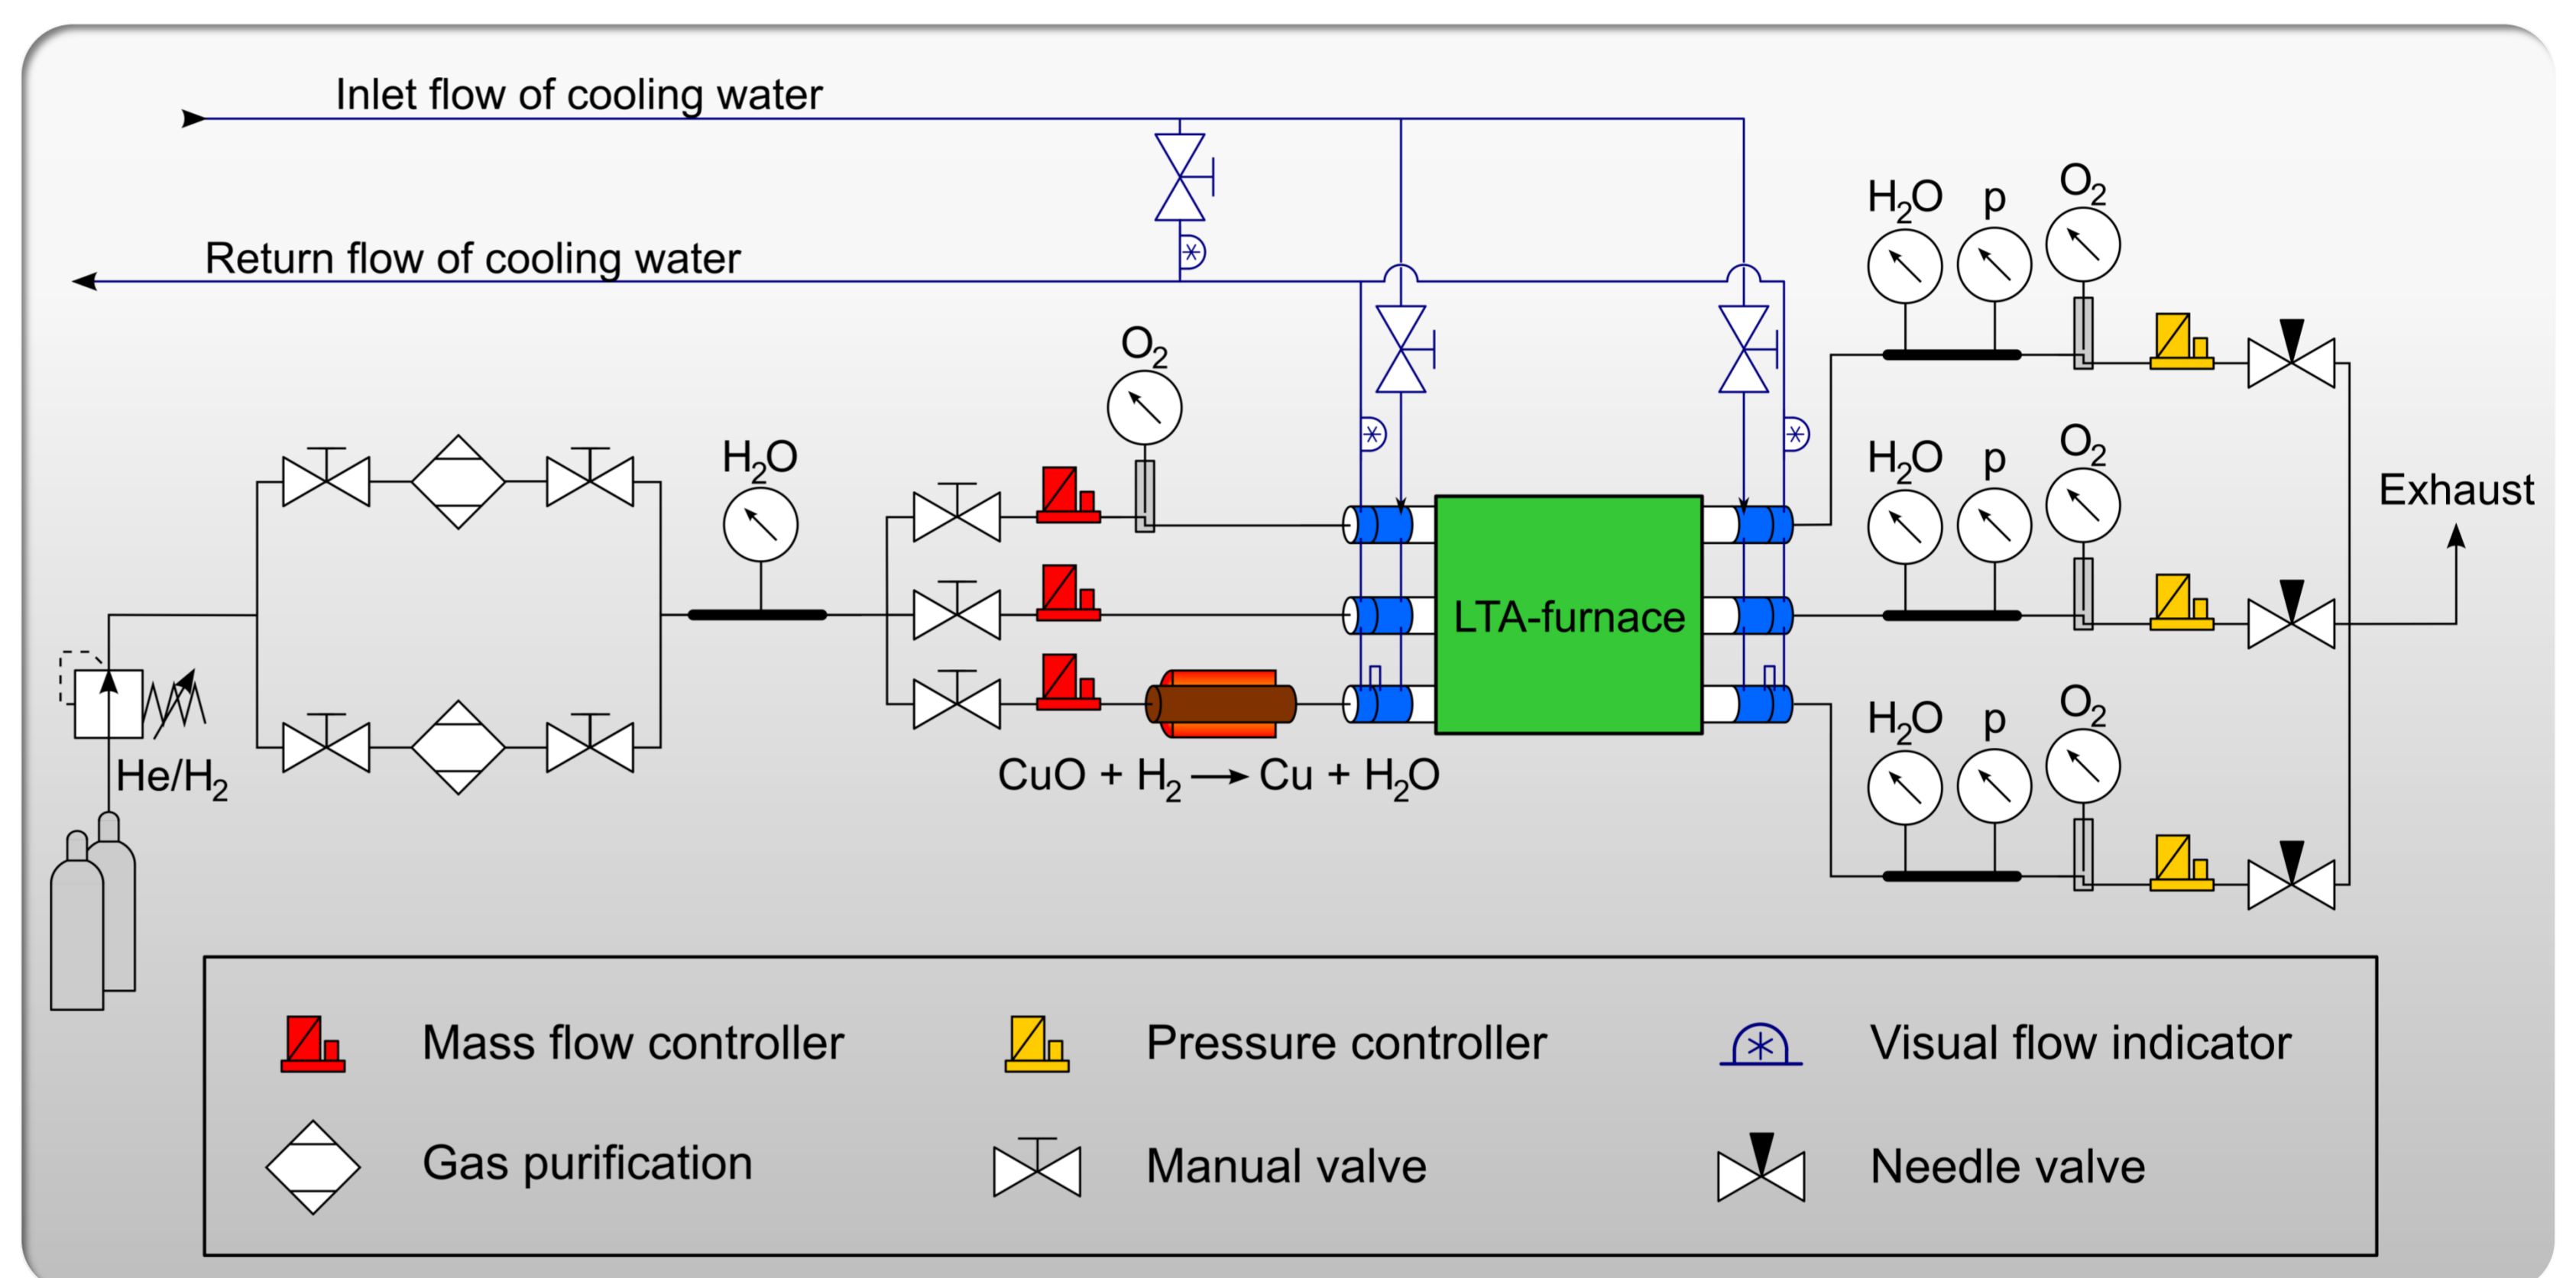 Inlet flow of cooling water
Return flow of cooling water
H₂O p O₂
O₂
H₂O
H₂O p O₂
Exhaust
LTA-furnace
He/H₂
CuO + H₂ → Cu + H₂O
H₂O p O₂
Mass flow controller
Pressure controller
Visual flow indicator
Gas purification
Manual valve
Needle valve